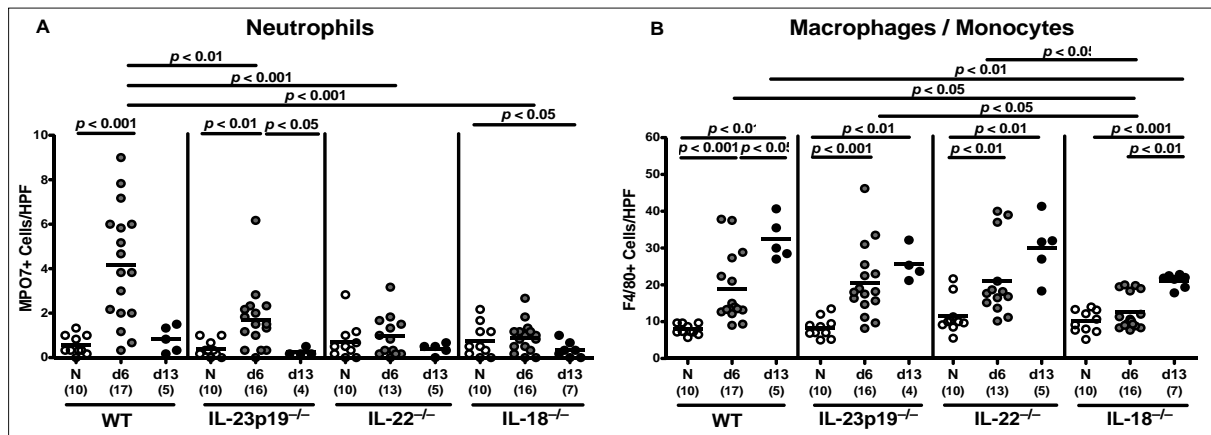 A
Neutrophils
p < 0.01
p < 0.001
p < 0.001
p < 0.001
p < 0.01
p < 0.05
p < 0.05
MPO7+ Cells/HPF
10
8
6
4
2
0
N d6 d13 N d6 d13 N d6 d13 N d6 d13
(10) (17) (5) (10) (16) (4) (10) (13) (5) (10) (16) (7)
WT IL-23p19–/– IL-22–/– IL-18–/–
B
Macrophages / Monocytes
p < 0.05
p < 0.01
p < 0.05
p < 0.05
p < 0.01 p < 0.01 p < 0.01 p < 0.001
p < 0.001 p < 0.05 p < 0.001 p < 0.01 p < 0.01
F4/80+ Cells/HPF
60
50
40
30
20
10
0
N d6 d13 N d6 d13 N d6 d13 N d6 d13
(10) (17) (5) (10) (16) (4) (10) (13) (5) (10) (16) (7)
WT IL-23p19–/– IL-22–/– IL-18–/–